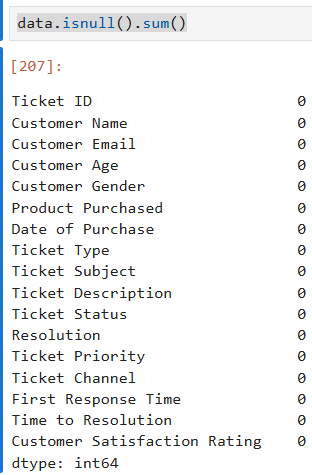 data.isnull().sum()
[207]:
Ticket ID 0
Customer Name 0
Customer Email 0
Customer Age 0
Customer Gender 0
Product Purchased 0
Date of Purchase 0
Ticket Type 0
Ticket Subject 0
Ticket Description 0
Ticket Status 0
Resolution 0
Ticket Priority 0
Ticket Channel 0
First Response Time 0
Time to Resolution 0
Customer Satisfaction Rating 0
dtype: int64